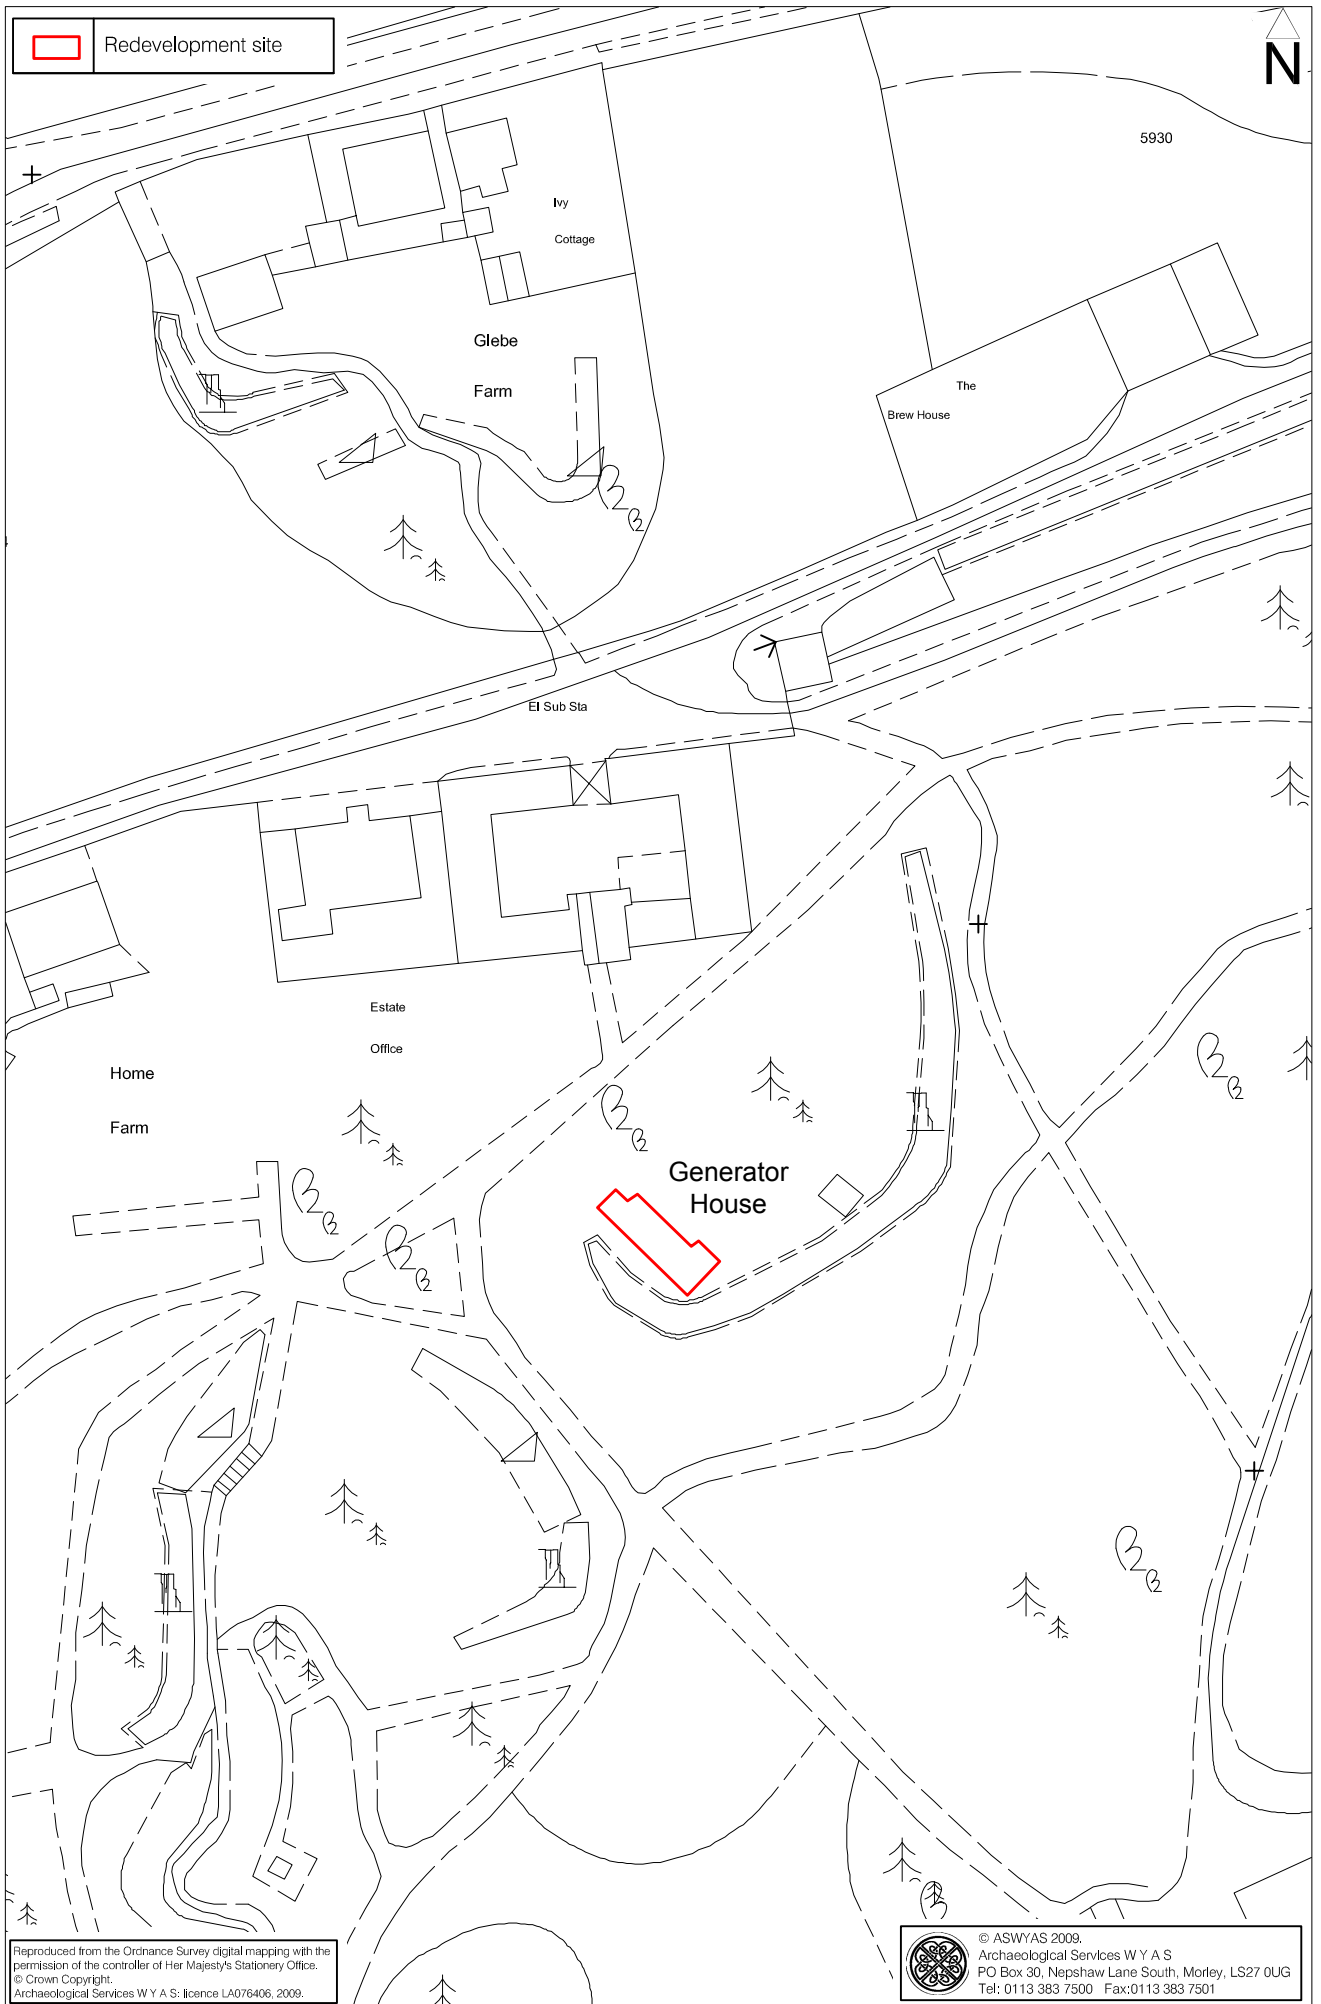 Redevelopment site
N
5930
Ivy
Cottage
Glebe
Farm
The
Brew House
El Sub Sta
Estate
Office
Home
Farm
Generator
House
Reproduced from the Ordnance Survey digital mapping with the
permission of the controller of Her Majesty's Stationery Office.
© Crown Copyright.
Archaeological Services W Y A S: licence LA076406, 2009.
© ASWYAS 2009.
Archaeological Services W Y A S
PO Box 30, Nepshaw Lane South, Morley, LS27 0UG
Tel: 0113 383 7500 Fax:0113 383 7501